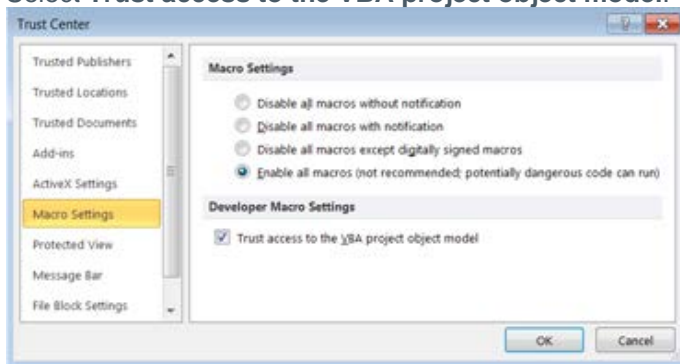 Select Trust access to the VBA project object model.
Trust Center
Trusted Publishers
Trusted Locations
Trusted Documents
Add-ins
ActiveX Settings
Macro Settings
Protected View
Message Bar
File Block Settings
Macro Settings
Disable all macros without notification
Disable all macros with notification
Disable all macros except digitally signed macros
Enable all macros (not recommended; potentially dangerous code can run)
Developer Macro Settings
Trust access to the VBA project object model
OK
Cancel